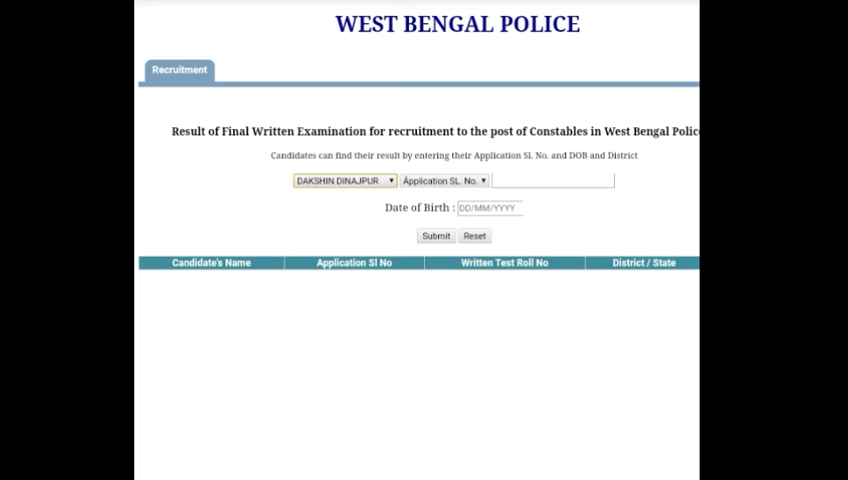 WEST BENGAL POLICE
Recruitment
Result of Final Written Examination for recruitment to the post of Constables in West Bengal Polic
Candidates can find their result by entering their Application Sl. No. and DOB and District
DAKSHIN DINAJPUR Application SL. No.
Date of Birth : DD/MM/YYYY
Submit Reset
Candidate's Name Application Sl No Written Test Roll No District / State